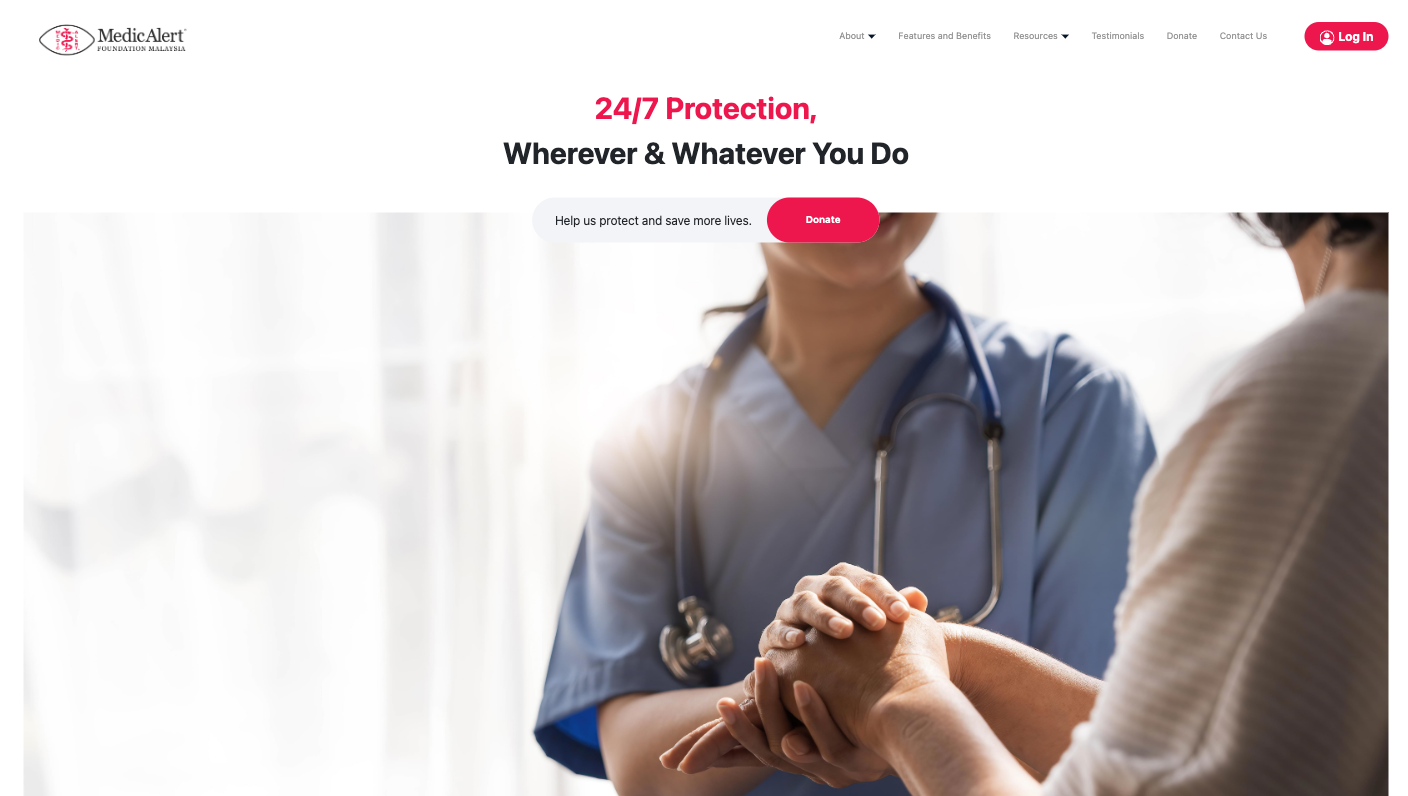 MedicAlert®
FOUNDATION MALAYSIA
About
Features and Benefits
Resources
Testimonials
Donate
Contact Us
Log In
24/7 Protection,
Wherever & Whatever You Do
Help us protect and save more lives.
Donate